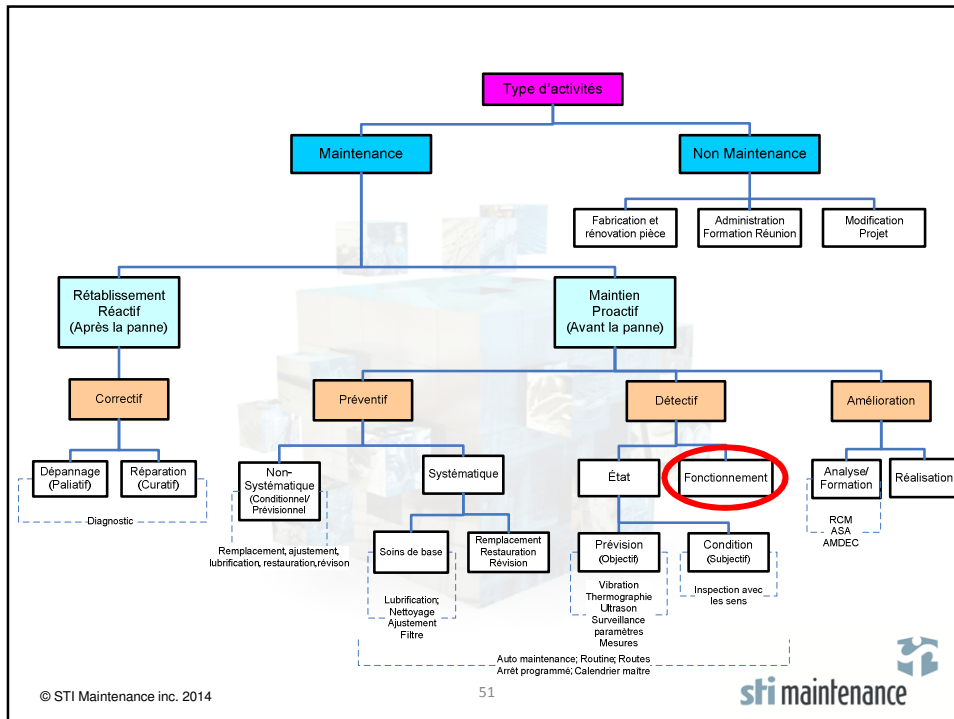 Type d'activités
Maintenance
Non Maintenance
Fabrication et
rénovation pièce
Administration
Formation Réunion
Modification
Projet
Rétablissement
Réactif
(Après la panne)
Maintien
Proactif
(Avant la panne)
Correctif
Préventif
Détectif
Amélioration
Dépannage
(Paliatif)
Réparation
(Curatif)
Non-
Systématique
(Conditionnel/
Prévisionnel
Systématique
État
Fonctionnement
Analyse/
Formation
Réalisation
Diagnostic
Remplacement, ajustement,
lubrification, restauration,révison
Soins de base
Remplacement
Restauration
Révision
Prévision
(Objectif)
Condition
(Subjectif)
RCM
ASA
AMDEC
Lubrification;
Nettoyage
Ajustement
Filtre
Vibration
Thermographie
Ultrason
Surveillance
paramètres
Mesures
Inspection avec
les sens
Auto maintenance; Routine; Routes
Arrêt programmé; Calendrier maître
© STI Maintenance inc. 2014
51
sti maintenance